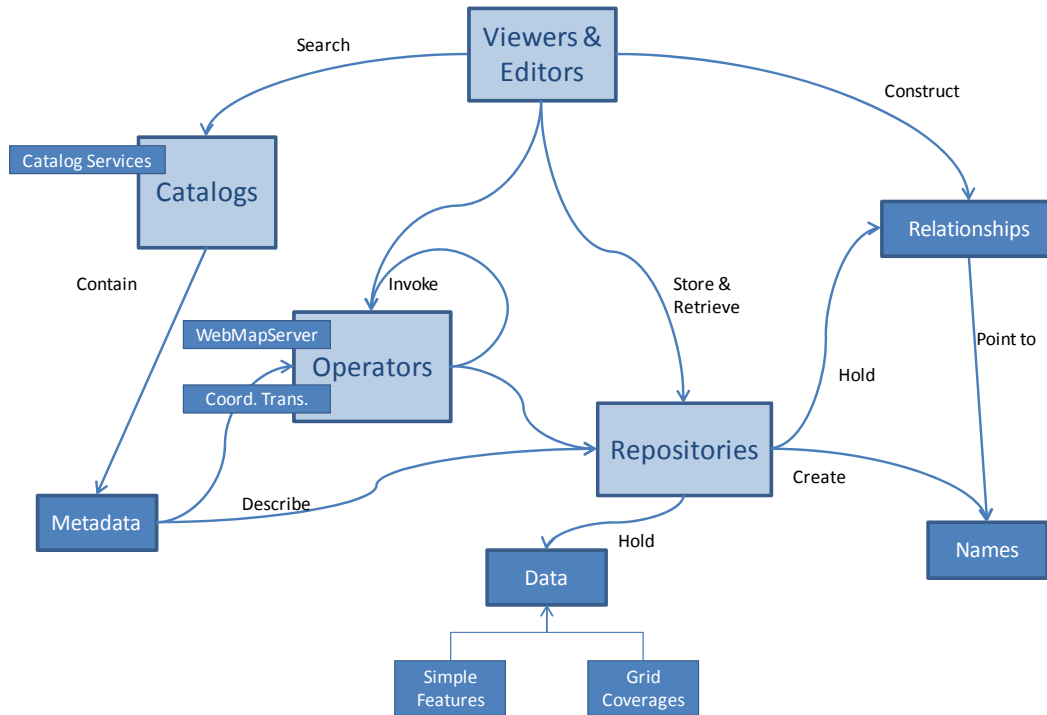 Viewers &
Editors
Search
Construct
Catalog Services
Catalogs
Relationships
Contain
Invoke
Store &
Retrieve
WebMapServer
Operators
Point to
Coord. Trans.
Hold
Repositories
Metadata
Describe
Create
Names
Hold
Data
Simple
Features
Grid
Coverages